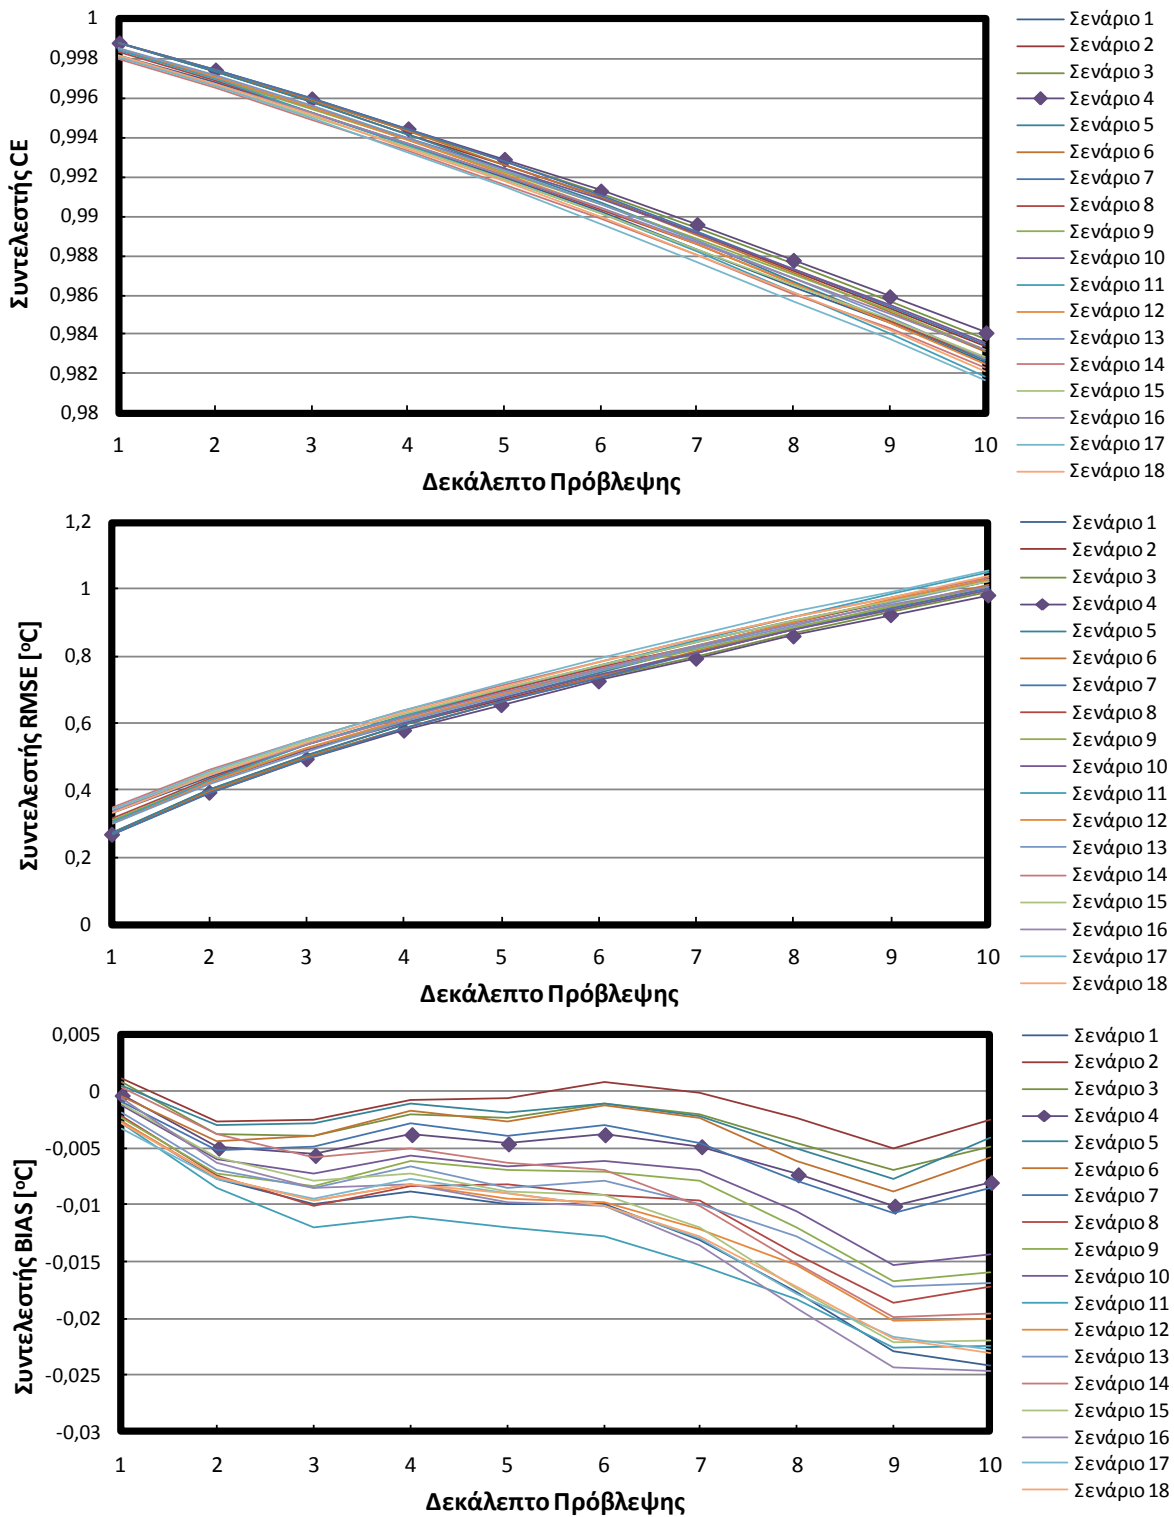 Συντελεστής CE
1
0,998
0,996
0,994
0,992
0,99
0,988
0,986
0,984
0,982
0,98
1 2 3 4 5 6 7 8 9 10
Δεκάλεπτο Πρόβλεψης
Σενάριο 1
Σενάριο 2
Σενάριο 3
Σενάριο 4
Σενάριο 5
Σενάριο 6
Σενάριο 7
Σενάριο 8
Σενάριο 9
Σενάριο 10
Σενάριο 11
Σενάριο 12
Σενάριο 13
Σενάριο 14
Σενάριο 15
Σενάριο 16
Σενάριο 17
Σενάριο 18
Συντελεστής RMSE [ºC]
1,2
1
0,8
0,6
0,4
0,2
0
1 2 3 4 5 6 7 8 9 10
Δεκάλεπτο Πρόβλεψης
Σενάριο 1
Σενάριο 2
Σενάριο 3
Σενάριο 4
Σενάριο 5
Σενάριο 6
Σενάριο 7
Σενάριο 8
Σενάριο 9
Σενάριο 10
Σενάριο 11
Σενάριο 12
Σενάριο 13
Σενάριο 14
Σενάριο 15
Σενάριο 16
Σενάριο 17
Σενάριο 18
Συντελεστής BIAS [ºC]
0,005
0
-0,005
-0,01
-0,015
-0,02
-0,025
-0,03
1 2 3 4 5 6 7 8 9 10
Δεκάλεπτο Πρόβλεψης
Σενάριο 1
Σενάριο 2
Σενάριο 3
Σενάριο 4
Σενάριο 5
Σενάριο 6
Σενάριο 7
Σενάριο 8
Σενάριο 9
Σενάριο 10
Σενάριο 11
Σενάριο 12
Σενάριο 13
Σενάριο 14
Σενάριο 15
Σενάριο 16
Σενάριο 17
Σενάριο 18